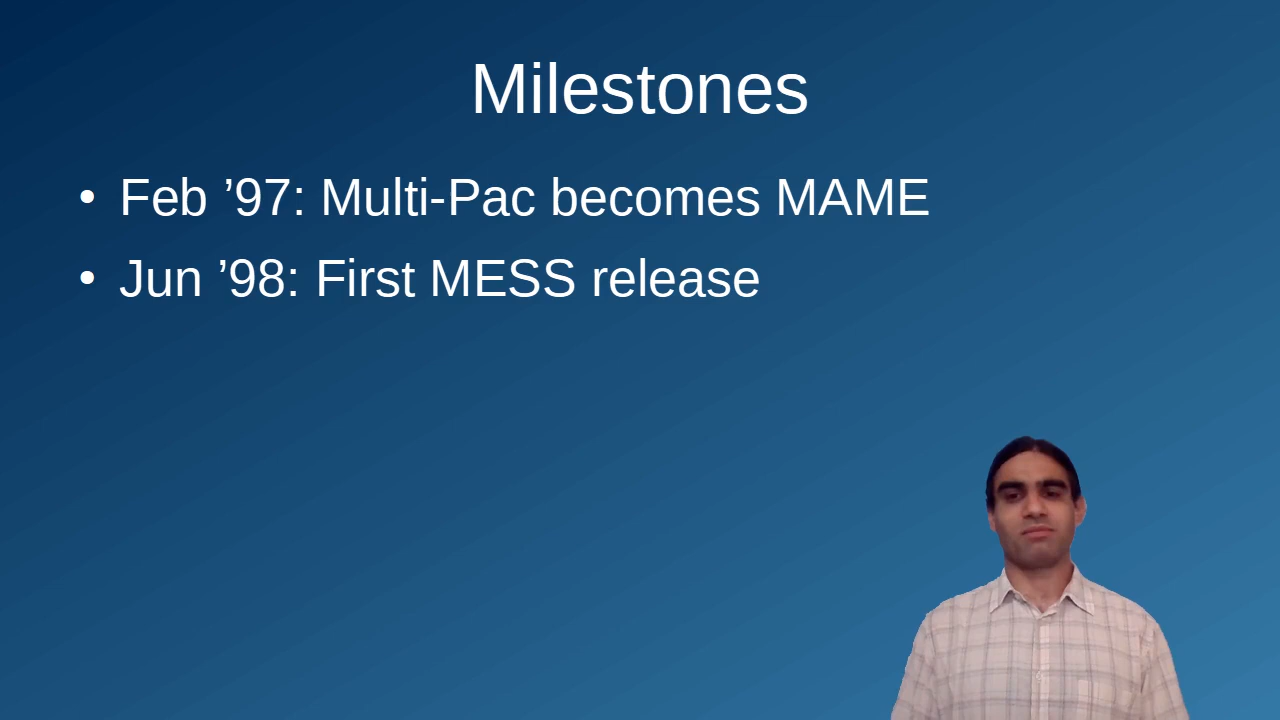 Milestones
• Feb ’97: Multi-Pac becomes MAME
• Jun ’98: First MESS release